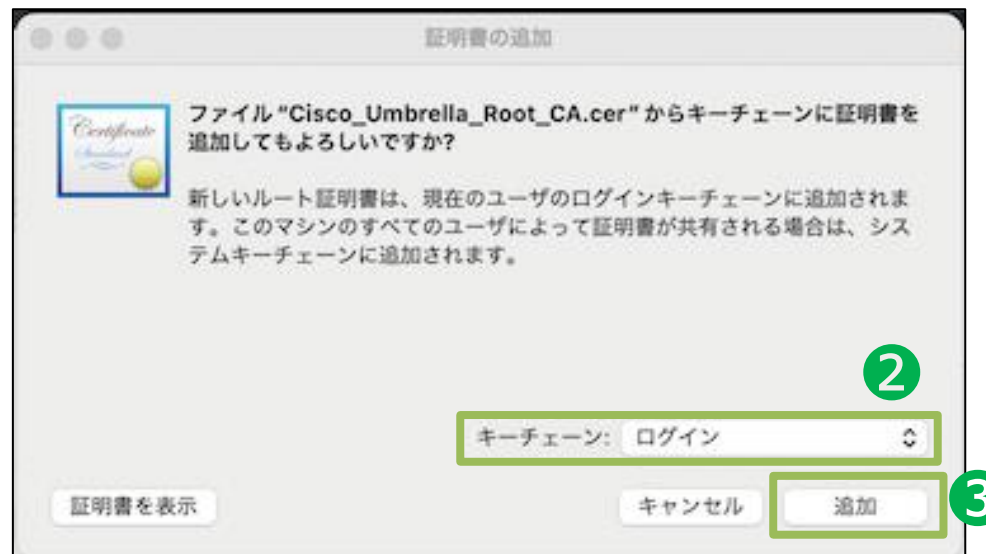 証明書の追加
Certificate
ファイル“Cisco_Umbrella_Root_CA.cer”からキーチェーンに証明書を
追加してもよろしいですか?
新しいルート証明書は、現在のユーザのログインキーチェーンに追加されま
す。このマシンのすべてのユーザによって証明書が共有される場合は、シス
テムキーチェーンに追加されます。
2
キーチェーン: ログイン
証明書を表示 キャンセル 追加 3